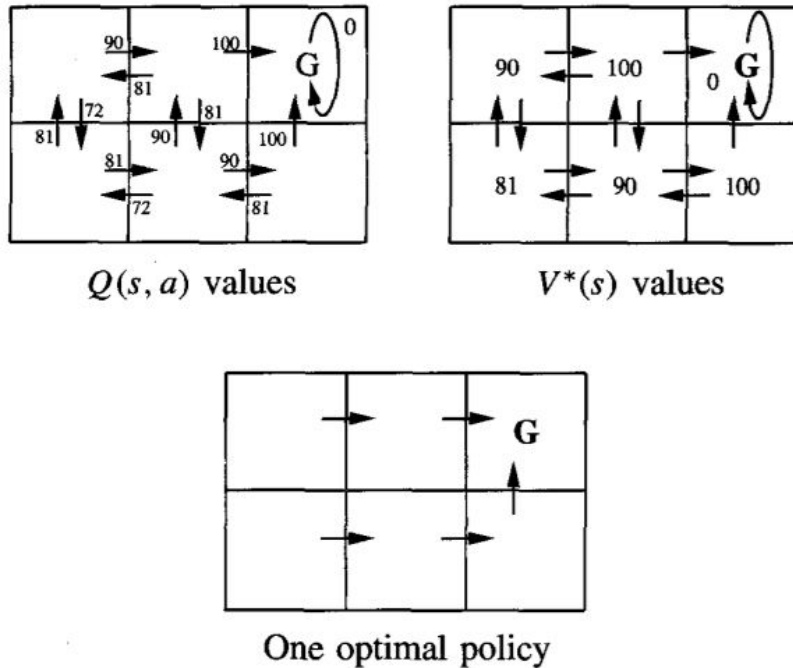 90 100 0
G
81
72 81
81 90 100
81 90
72 81
Q(s, a) values
90 100 0 G
81 90 100
V*(s) values
G
One optimal policy